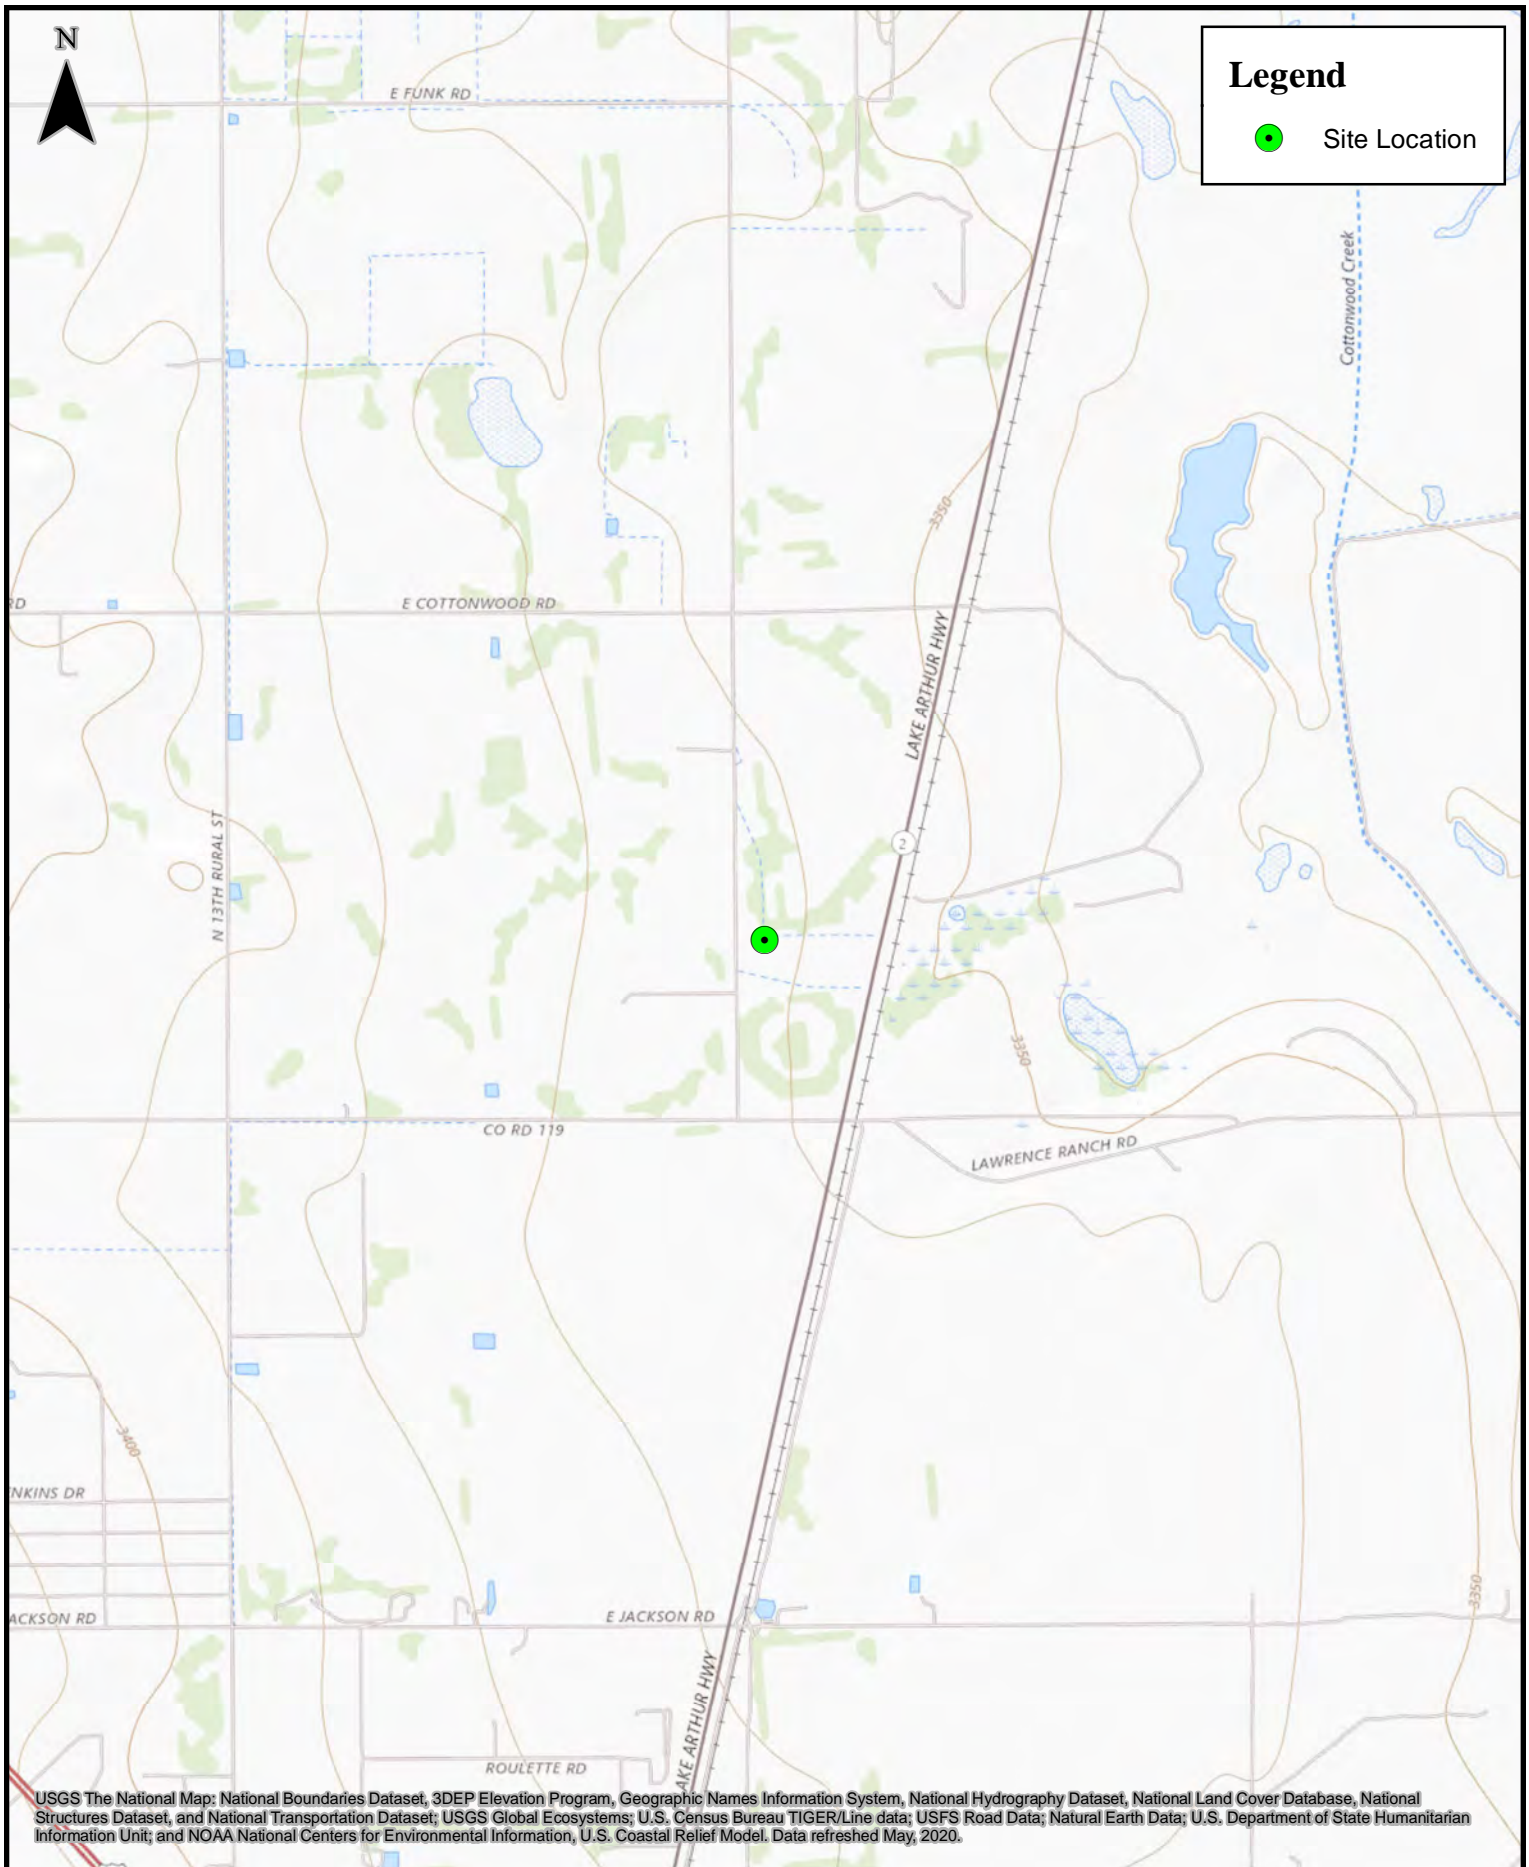 N
Legend
Site Location
E FUNK RD
Cottonwood Creek
3350
RD
E COTTONWOOD RD
LAKE ARTHUR HWY
2
N 13TH RURAL ST
3350
CO RD 119
LAWRENCE RANCH RD
3400
NKINS DR
3350
ACKSON RD
E JACKSON RD
AKE ARTHUR HWY
ROULETTE RD
USGS The National Map: National Boundaries Dataset, 3DEP Elevation Program, Geographic Names Information System, National Hydrography Dataset, National Land Cover Database, National
Structures Dataset, and National Transportation Dataset; USGS Global Ecosystems; U.S. Census Bureau TIGER/Line data; USFS Road Data; Natural Earth Data; U.S. Department of State Humanitarian
Information Unit; and NOAA National Centers for Environmental Information, U.S. Coastal Relief Model. Data refreshed May, 2020.